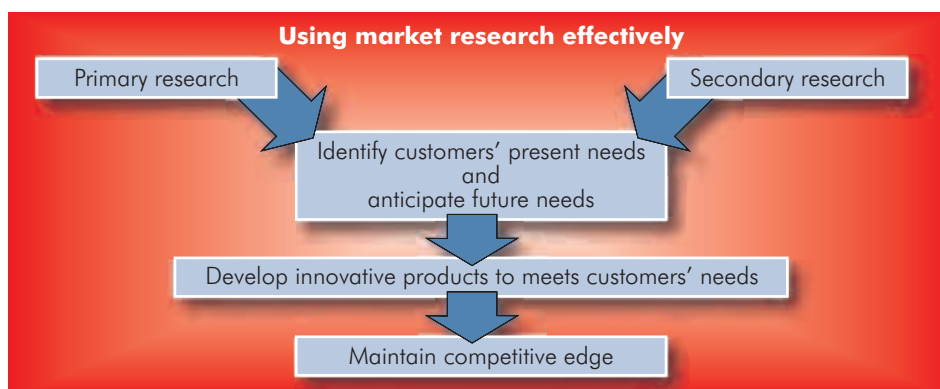 Using market research effectively
Primary research
Secondary research
Identify customers’ present needs
and
anticipate future needs
Develop innovative products to meets customers’ needs
Maintain competitive edge